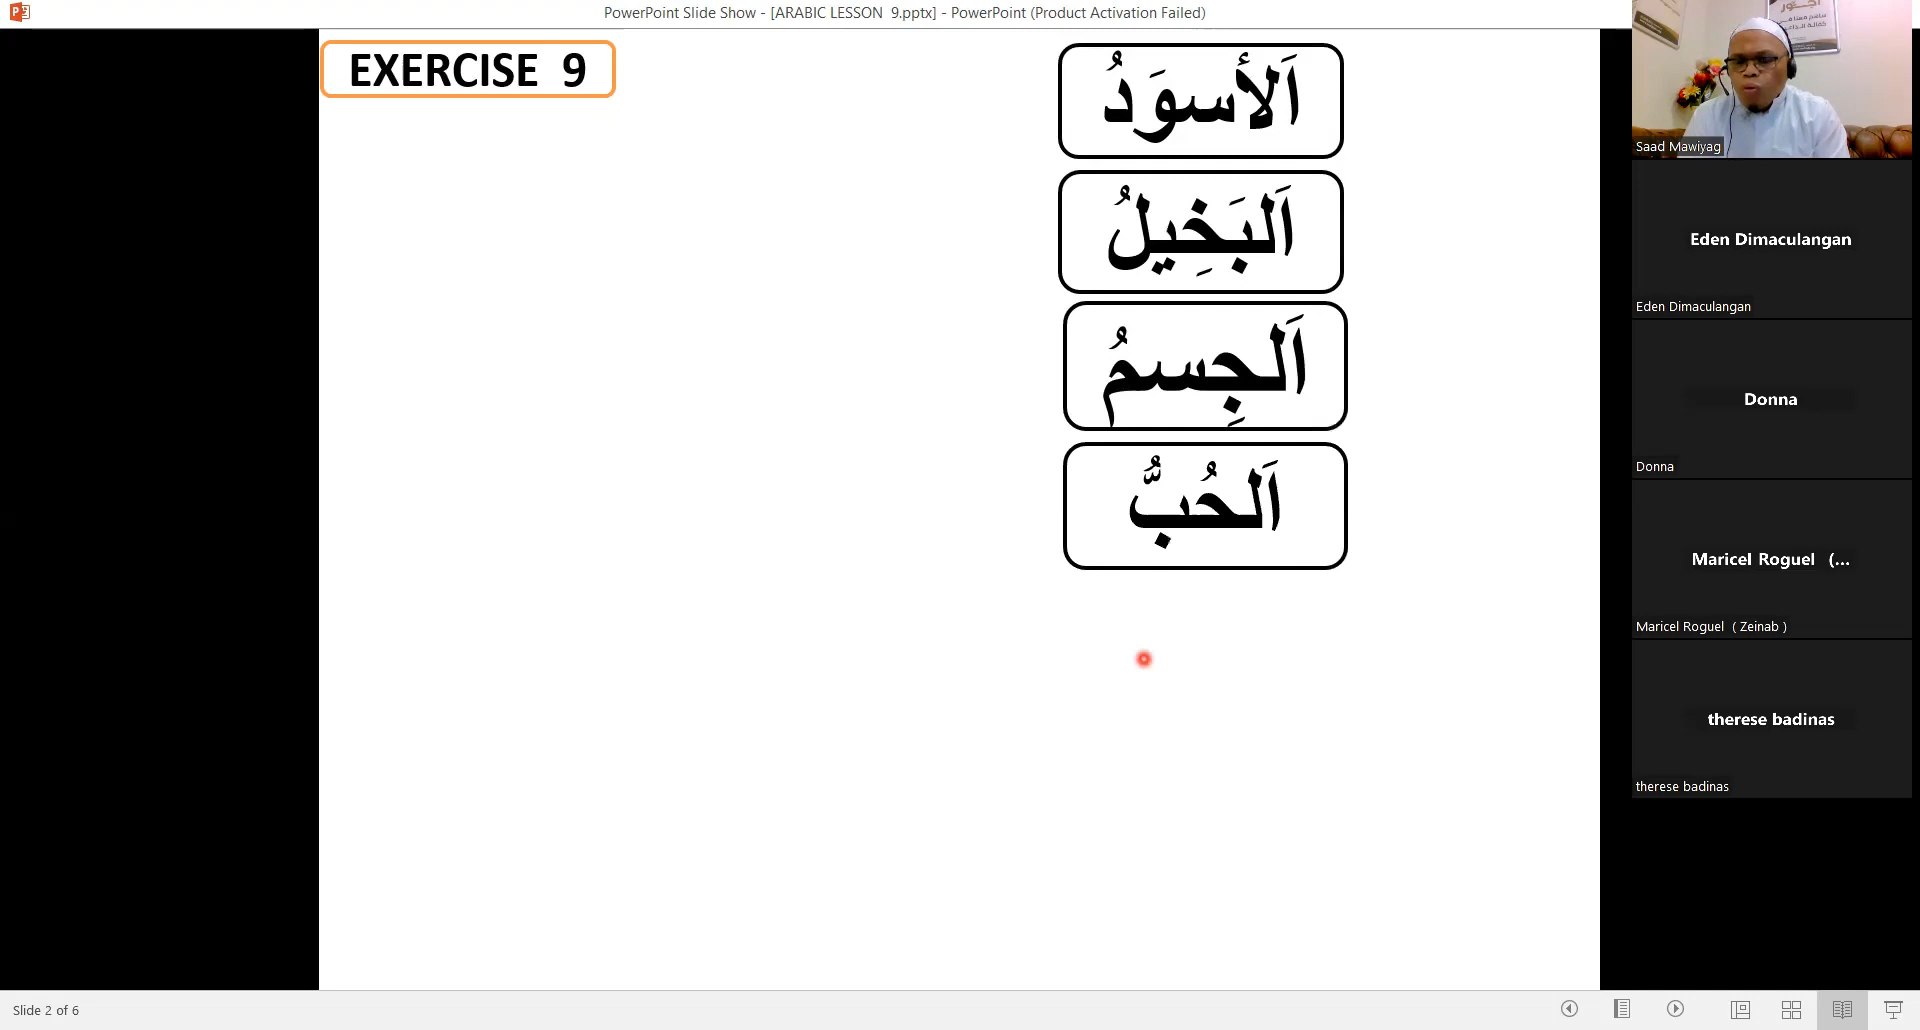 PowerPoint Slide Show - [ARABIC LESSON  9.pptx] - PowerPoint (Product Activation Failed)
EXERCISE 9
اَلأَسوَدُ
اَلبَخِيلُ
اَلجِسمُ
اَلحُبُّ
Saad Mawiyag
Eden Dimaculangan
Eden Dimaculangan
Donna
Donna
Maricel Roguel (...
Maricel Roguel ( Zeinab )
therese badinas
therese badinas
Slide 2 of 6